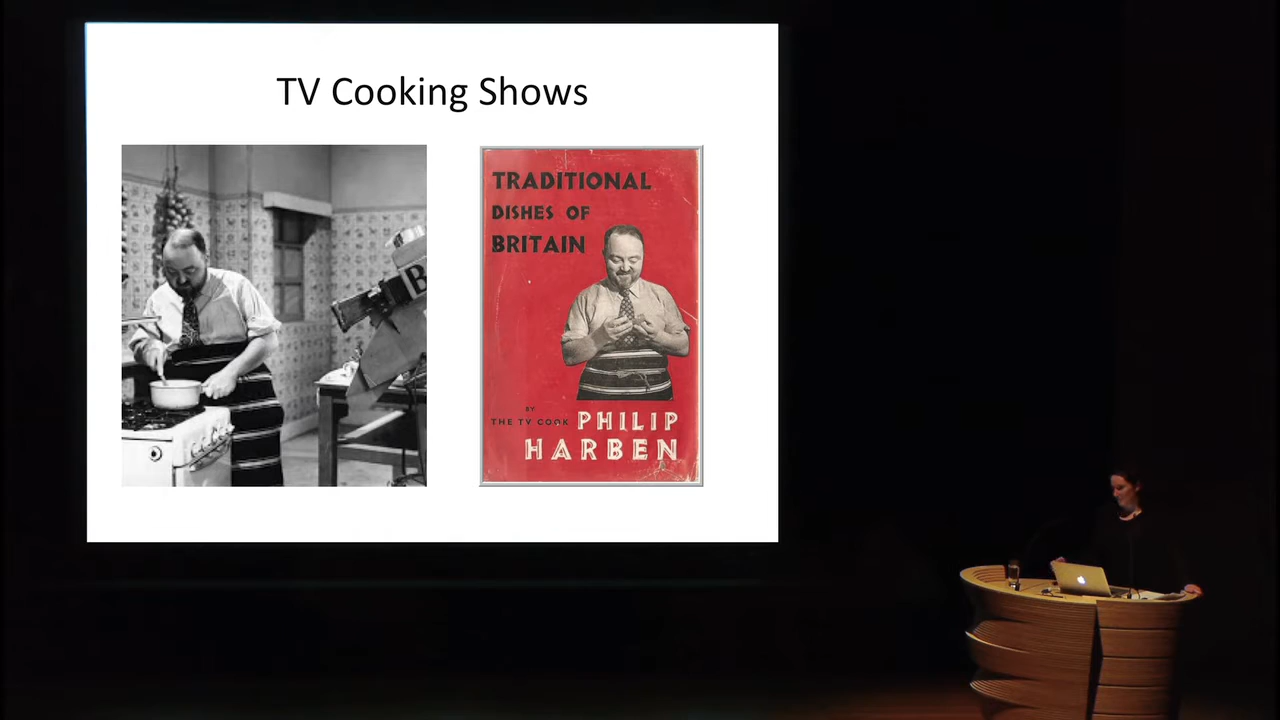 TV Cooking Shows
TRADITIONAL
DISHES OF
BRITAIN
BY
THE TV COOK PHILIP
HARBEN
B